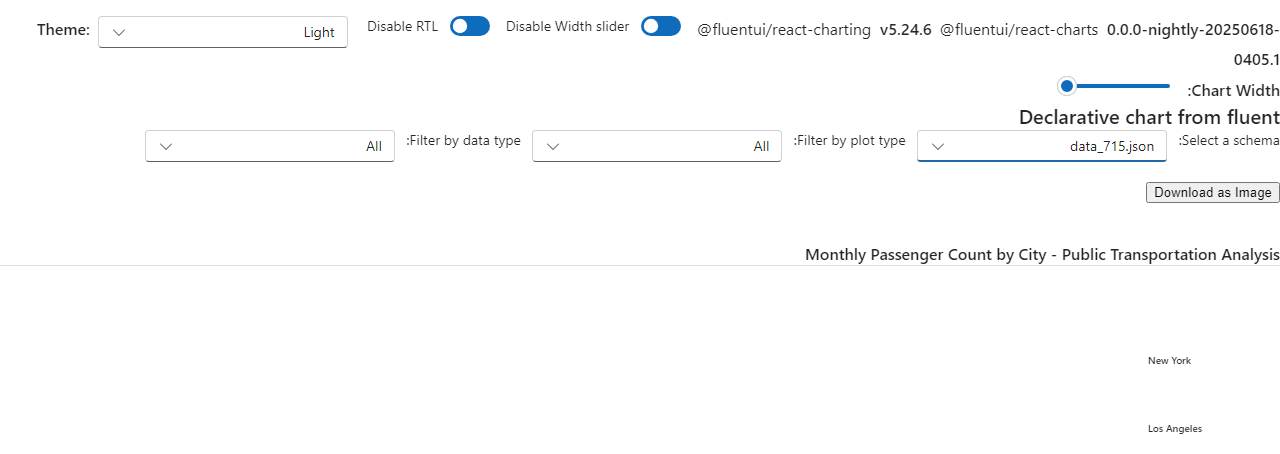 Theme: Light Disable RTL Disable Width slider @fluentui/react-charting v5.24.6 @fluentui/react-charts 0.0.0-nightly-20250618-
0405.1
:Chart Width
Declarative chart from fluent
All :Filter by data type All :Filter by plot type data_715.json :Select a schema
Download as Image
Monthly Passenger Count by City - Public Transportation Analysis
New York
Los Angeles